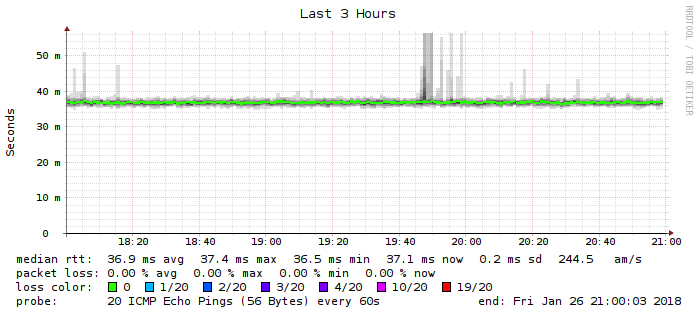 Last 3 Hours
RRDTOOL / TOBI OETIKER
Seconds
50 m
40 m
30 m
20 m
10 m
0
18:20 18:40 19:00 19:20 19:40 20:00 20:20 20:40 21:00
median rtt: 36.9 ms avg 37.4 ms max 36.5 ms min 37.1 ms now 0.2 ms sd 244.5 am/s
packet loss: 0.00 % avg 0.00 % max 0.00 % min 0.00 % now
loss color: 0 1/20 2/20 3/20 4/20 10/20 19/20
probe: 20 ICMP Echo Pings (56 Bytes) every 60s end: Fri Jan 26 21:00:03 2018